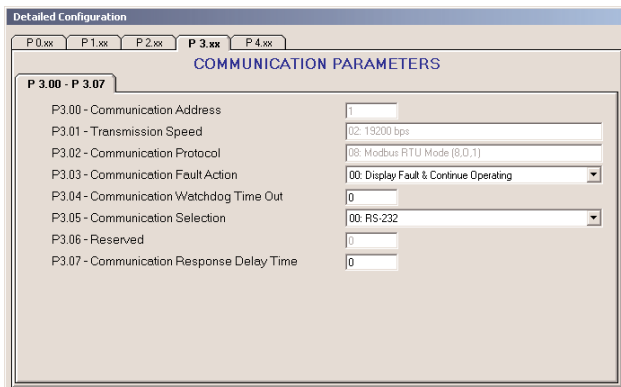 Detailed Configuration
P 0.xx P 1.xx P 2.xx P 3.xx P 4.xx
COMMUNICATION PARAMETERS
P 3.00 - P 3.07
P3.00 - Communication Address 1
P3.01 - Transmission Speed 02: 19200 bps
P3.02 - Communication Protocol 08: Modbus RTU Mode (8,O,1)
P3.03 - Communication Fault Action 00: Display Fault & Continue Operating
P3.04 - Communication Watchdog Time Out 0
P3.05 - Communication Selection 00: RS-232
P3.06 - Reserved 0
P3.07 - Communication Response Delay Time 0